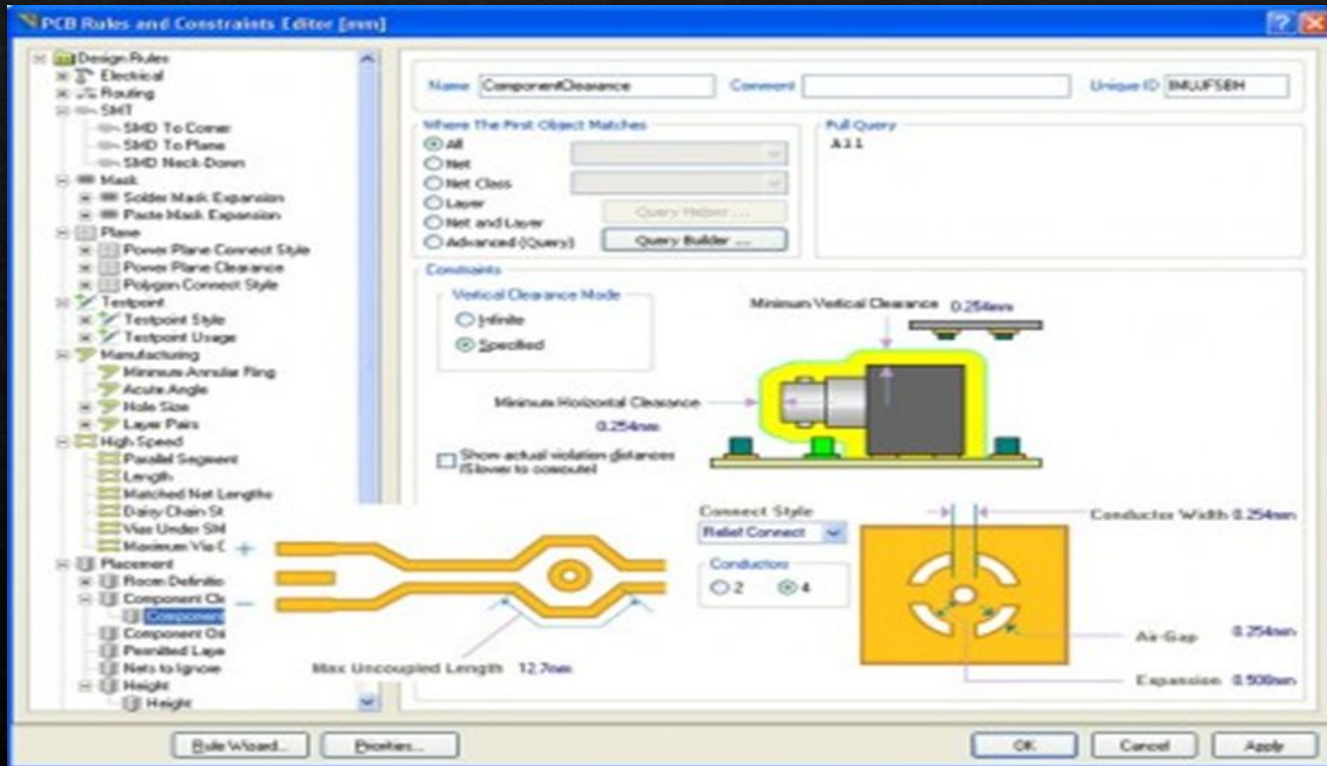 PCB Rules and Constraints Editor [mm]
Design Rules
Electrical
Routing
SMT
SMD To Corner
SMD To Plane
SMD Neck-Down
Mask
Solder Mask Expansion
Paste Mask Expansion
Plane
Power Plane Connect Style
Power Plane Clearance
Polygon Connect Style
Testpoint
Testpoint Style
Testpoint Usage
Manufacturing
Minimum Annular Ring
Acute Angle
Hole Size
Layer Pairs
High Speed
Parallel Segment
Length
Matched Net Lengths
Daisy Chain St
Vias Under SM
Maximum Via C
Placement
Room Definitio
Component Cle
Component
Component Ori
Permitted Laye
Nets to Ignore
Height
Height
Name ComponentClearance
Comment
Unique ID
Where The First Object Matches
All
Net
Net Class
Layer
Net and Layer
Advanced (Query)
Query Helper ...
Query Builder ...
Full Query
All
Constraints
Vertical Clearance Mode
Infinite
Specified
Minimum Vertical Clearance 0.254mm
Minimum Horizontal Clearance
0.254mm
Show actual violation distances
(Slower to compute)
+
−
Max Uncoupled Length 12.7mm
Connect Style
Relief Connect
Conductors
2 4
Conductor Width 0.254mm
Air-Gap 0.254mm
Expansion 0.508mm
Rule Wizard... Priorities... OK Cancel Apply